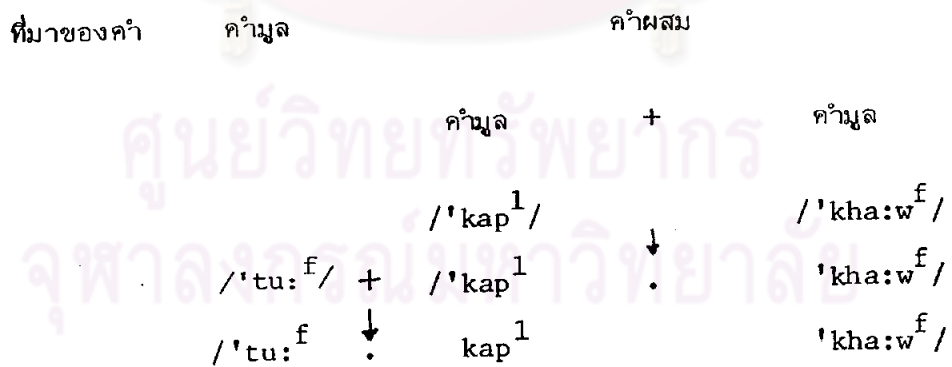 ที่มาของคำ คำมูล คำผสม
คำมูล + คำมูล
ศูนย์วิทยทรัพยากร
/'kap¹/ ↓ /'kha:wᶠ/
จุฬาลงกรณ์มหาวิทยาลัย
/'tu:ᶠ/ + /'kap¹ . 'kha:wᶠ/
/'tu:ᶠ ↓ . kap¹ 'kha:wᶠ/